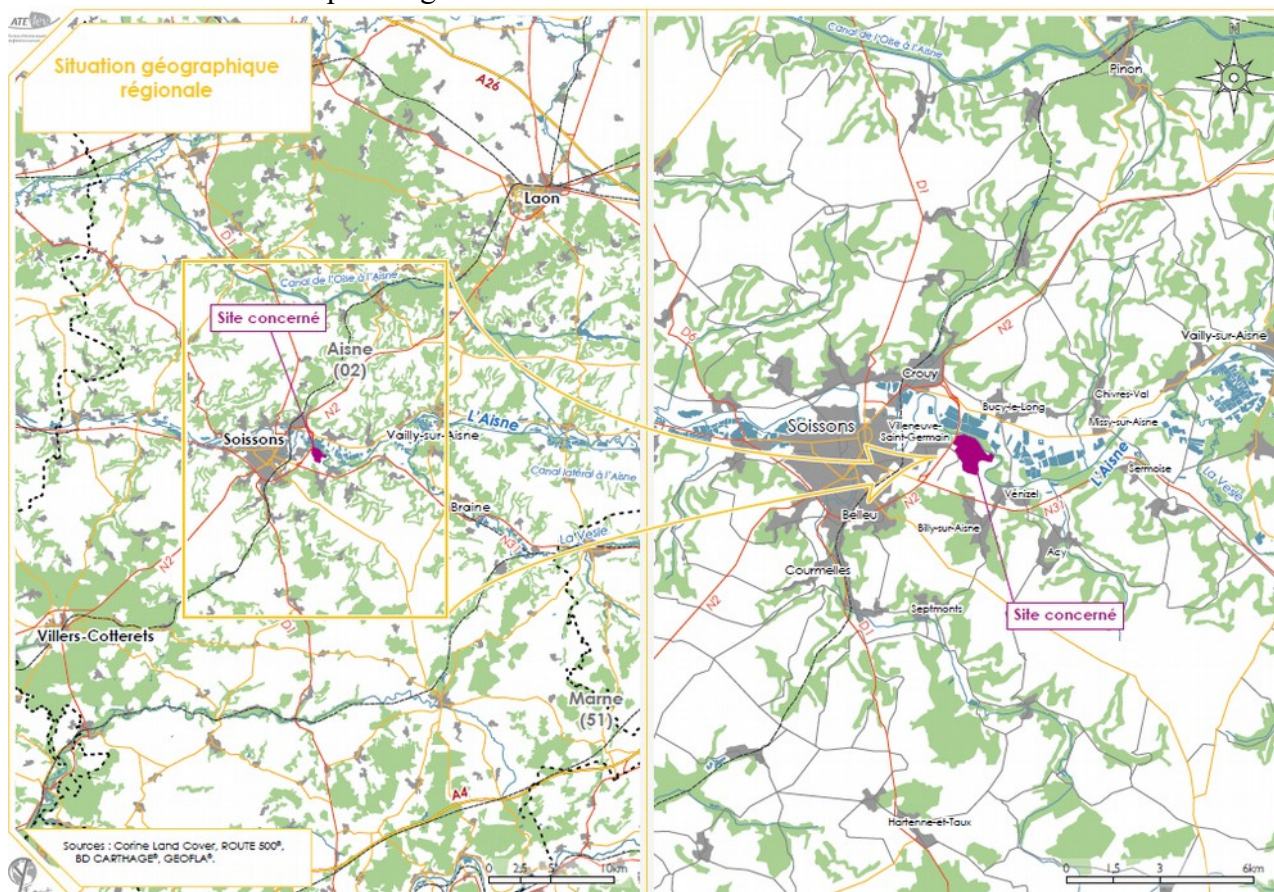 ATE
Situation géographique
régionale
A26
Laon
D1
Canal de l'Oise à l'Aisne
Site concerné
Aisne
(02)
N2
Soissons
Vailly-sur-Aisne
L'Aisne
Canal latéral à l'Aisne
Braine
La Vesle
N31
N2
Villers-Cotterets
D1
Marne
(51)
A4
Sources : Corine Land Cover, ROUTE 500®,
BD CARTHAGE®, GEOFLA®.
0 2,5 5 10km
Canal de l'Oise à l'Aisne
Pinon
N
D1
N2
D6
Vailly-sur-Aisne
Crouy
Chivres-Val
Bucy-le-Long
Missy-sur-Aisne
Soissons
Villeneuve-
Saint-Germain
L'Aisne
Sermoise
La Vesle
Vénizel
N2
N31
Belleu
Billy-sur-Aisne
Acy
Courmelles
N2
Septmonts
Site concerné
D1
Hartenne-et-Taux
0 1,5 3 6km